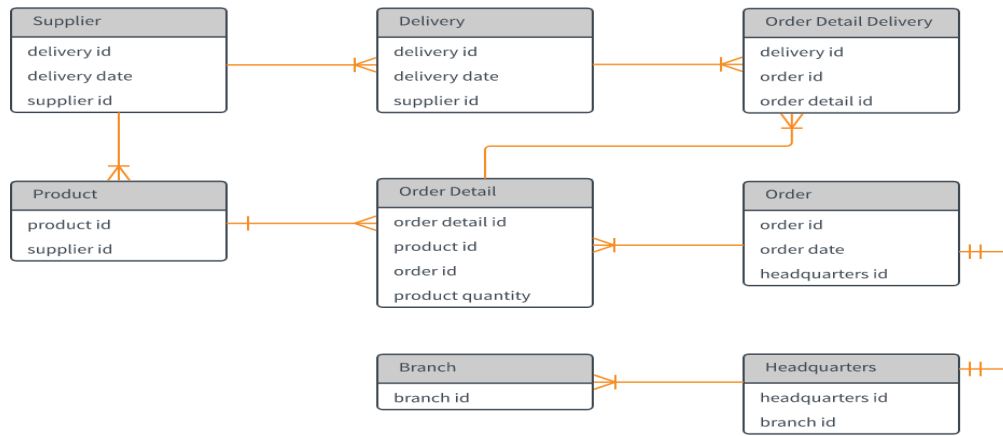 Supplier
delivery id
delivery date
supplier id
Delivery
delivery id
delivery date
supplier id
Order Detail Delivery
delivery id
order id
order detail id
Product
product id
supplier id
Order Detail
order detail id
product id
order id
product quantity
Order
order id
order date
headquarters id
Branch
branch id
Headquarters
headquarters id
branch id